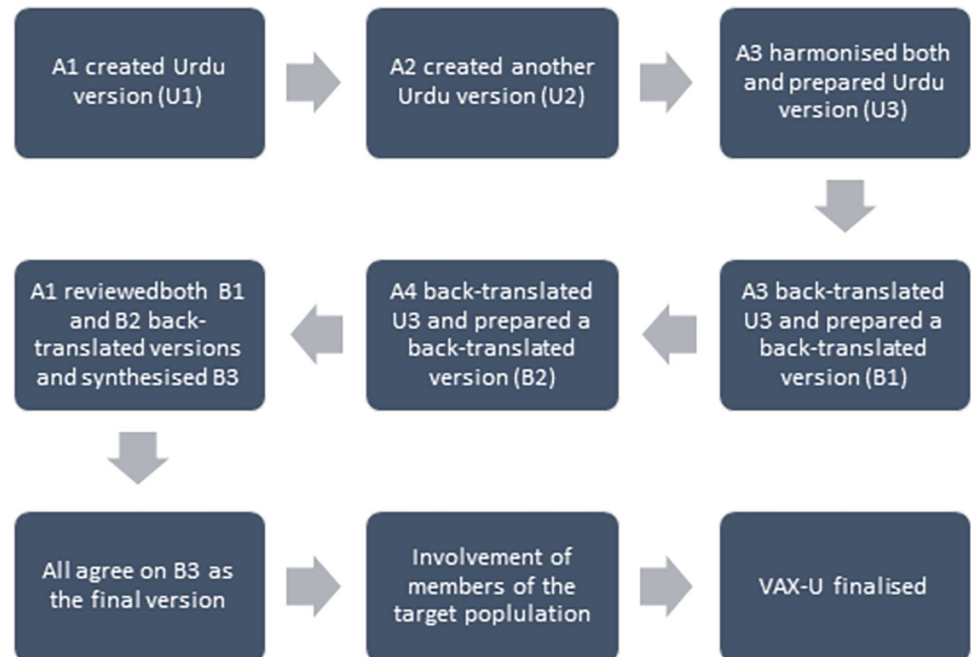 A1 created Urdu
version (U1)
A2 created another
Urdu version (U2)
A3 harmonised both
and prepared Urdu
version (U3)
A3 back-translated
U3 and prepared a
back-translated
version (B1)
A4 back-translated
U3 and prepared a
back-translated
version (B2)
A1 reviewedboth B1
and B2 back-
translated versions
and synthesised B3
All agree on B3 as
the final version
Involvement of
members of the
target poplulation
VAX-U finalised